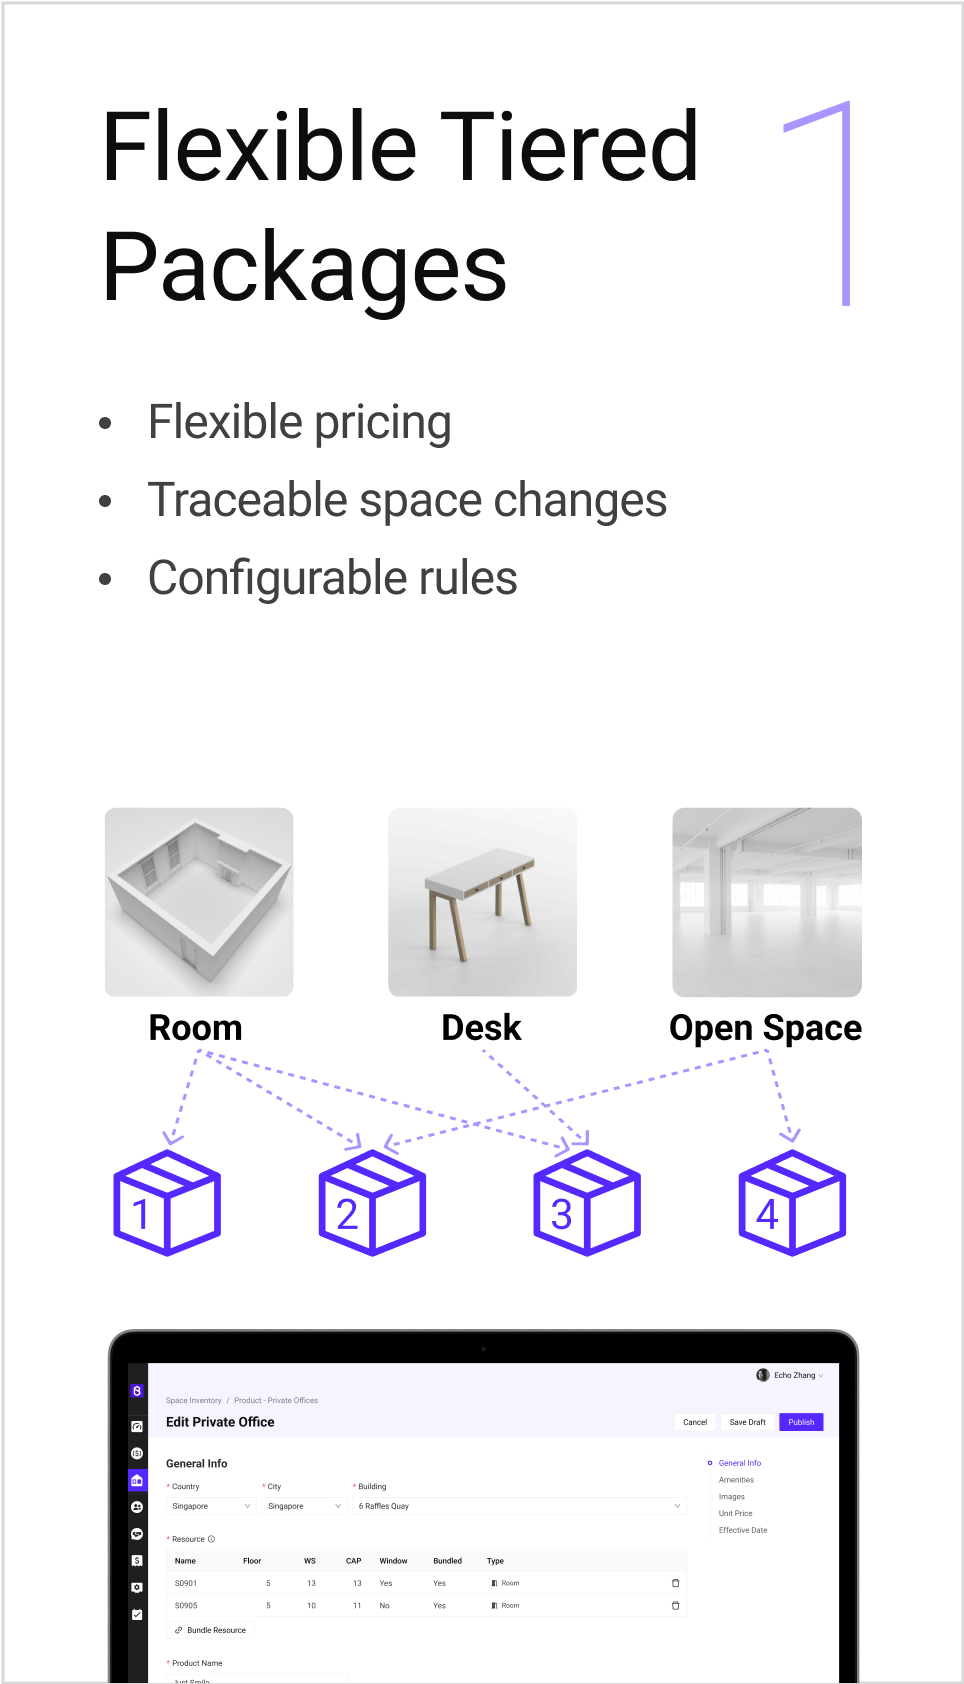 Flexible Tiered
Packages
1
• Flexible pricing
• Traceable space changes
• Configurable rules
Room Desk Open Space
1 2 3 4
Echo Zhang
Space Inventory / Product - Private Offices
Edit Private Office
Cancel Save Draft Publish
General Info
General Info
* Country * City * Building
Amenities
Singapore Singapore 6 Raffles Quay
Images
Unit Price
Effective Date
* Resource
Name Floor WS CAP Window Bundled Type
S0901 5 13 13 Yes Yes Room
S0905 5 10 11 No Yes Room
Bundle Resource
* Product Name
Just Smile